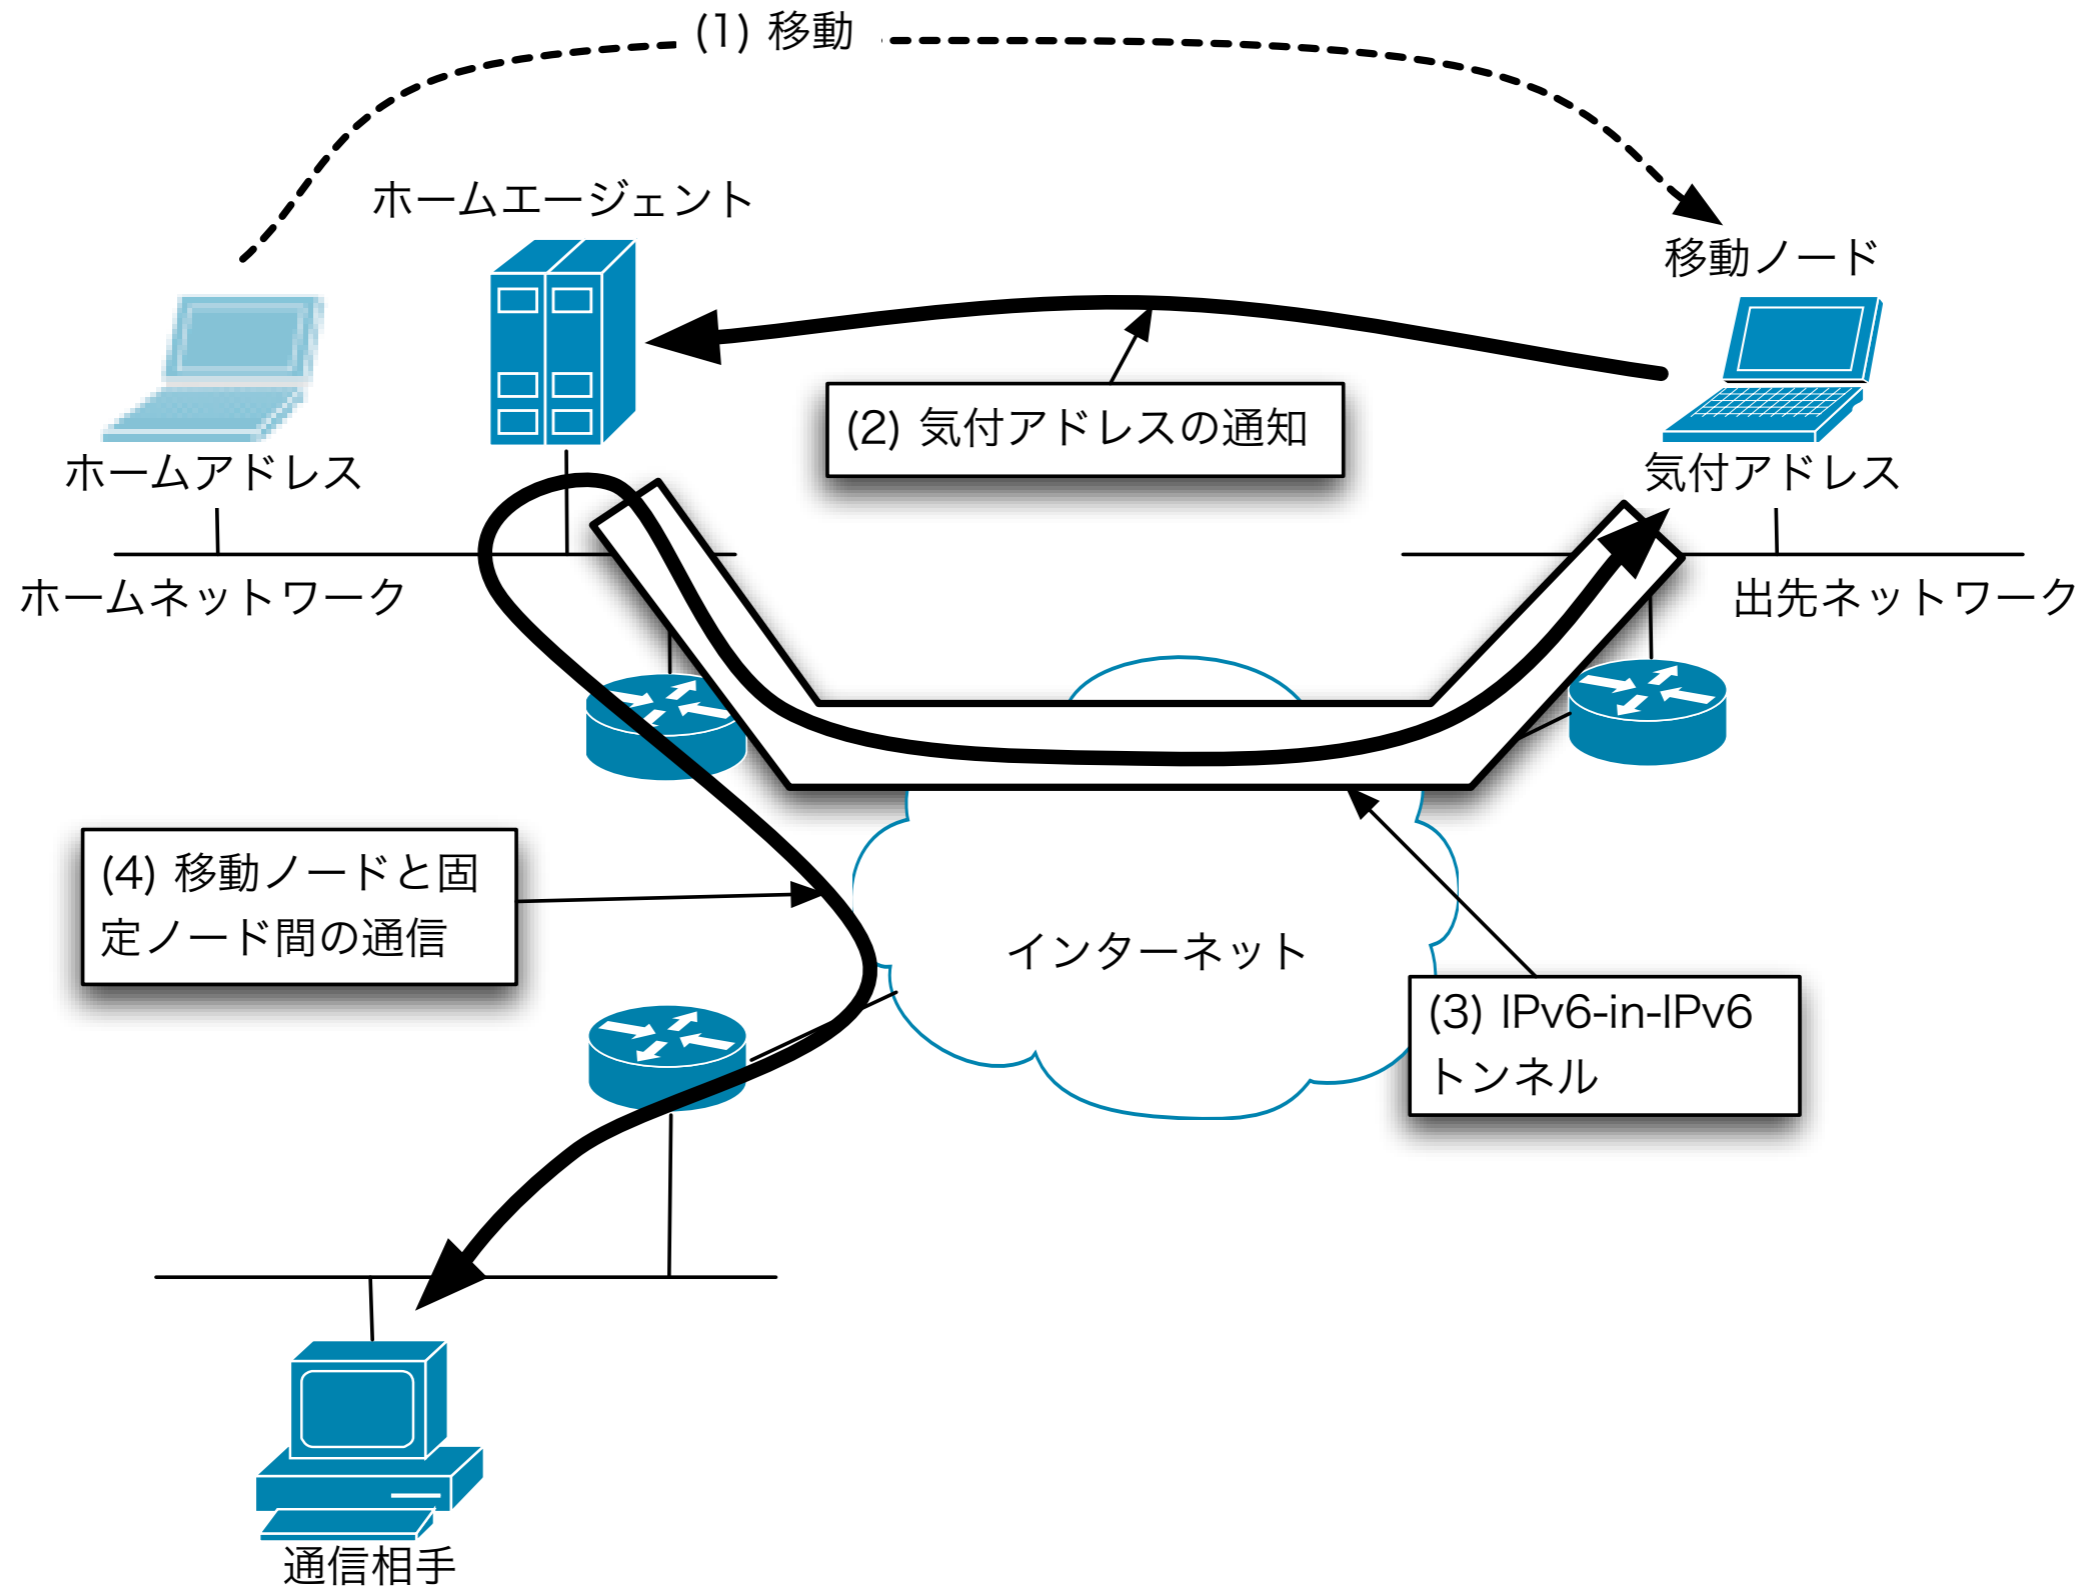 (1) 移動
ホームエージェント
移動ノード
(2) 気付アドレスの通知
ホームアドレス
気付アドレス
ホームネットワーク
出先ネットワーク
(4) 移動ノードと固
定ノード間の通信
インターネット
(3) IPv6-in-IPv6
トンネル
通信相手